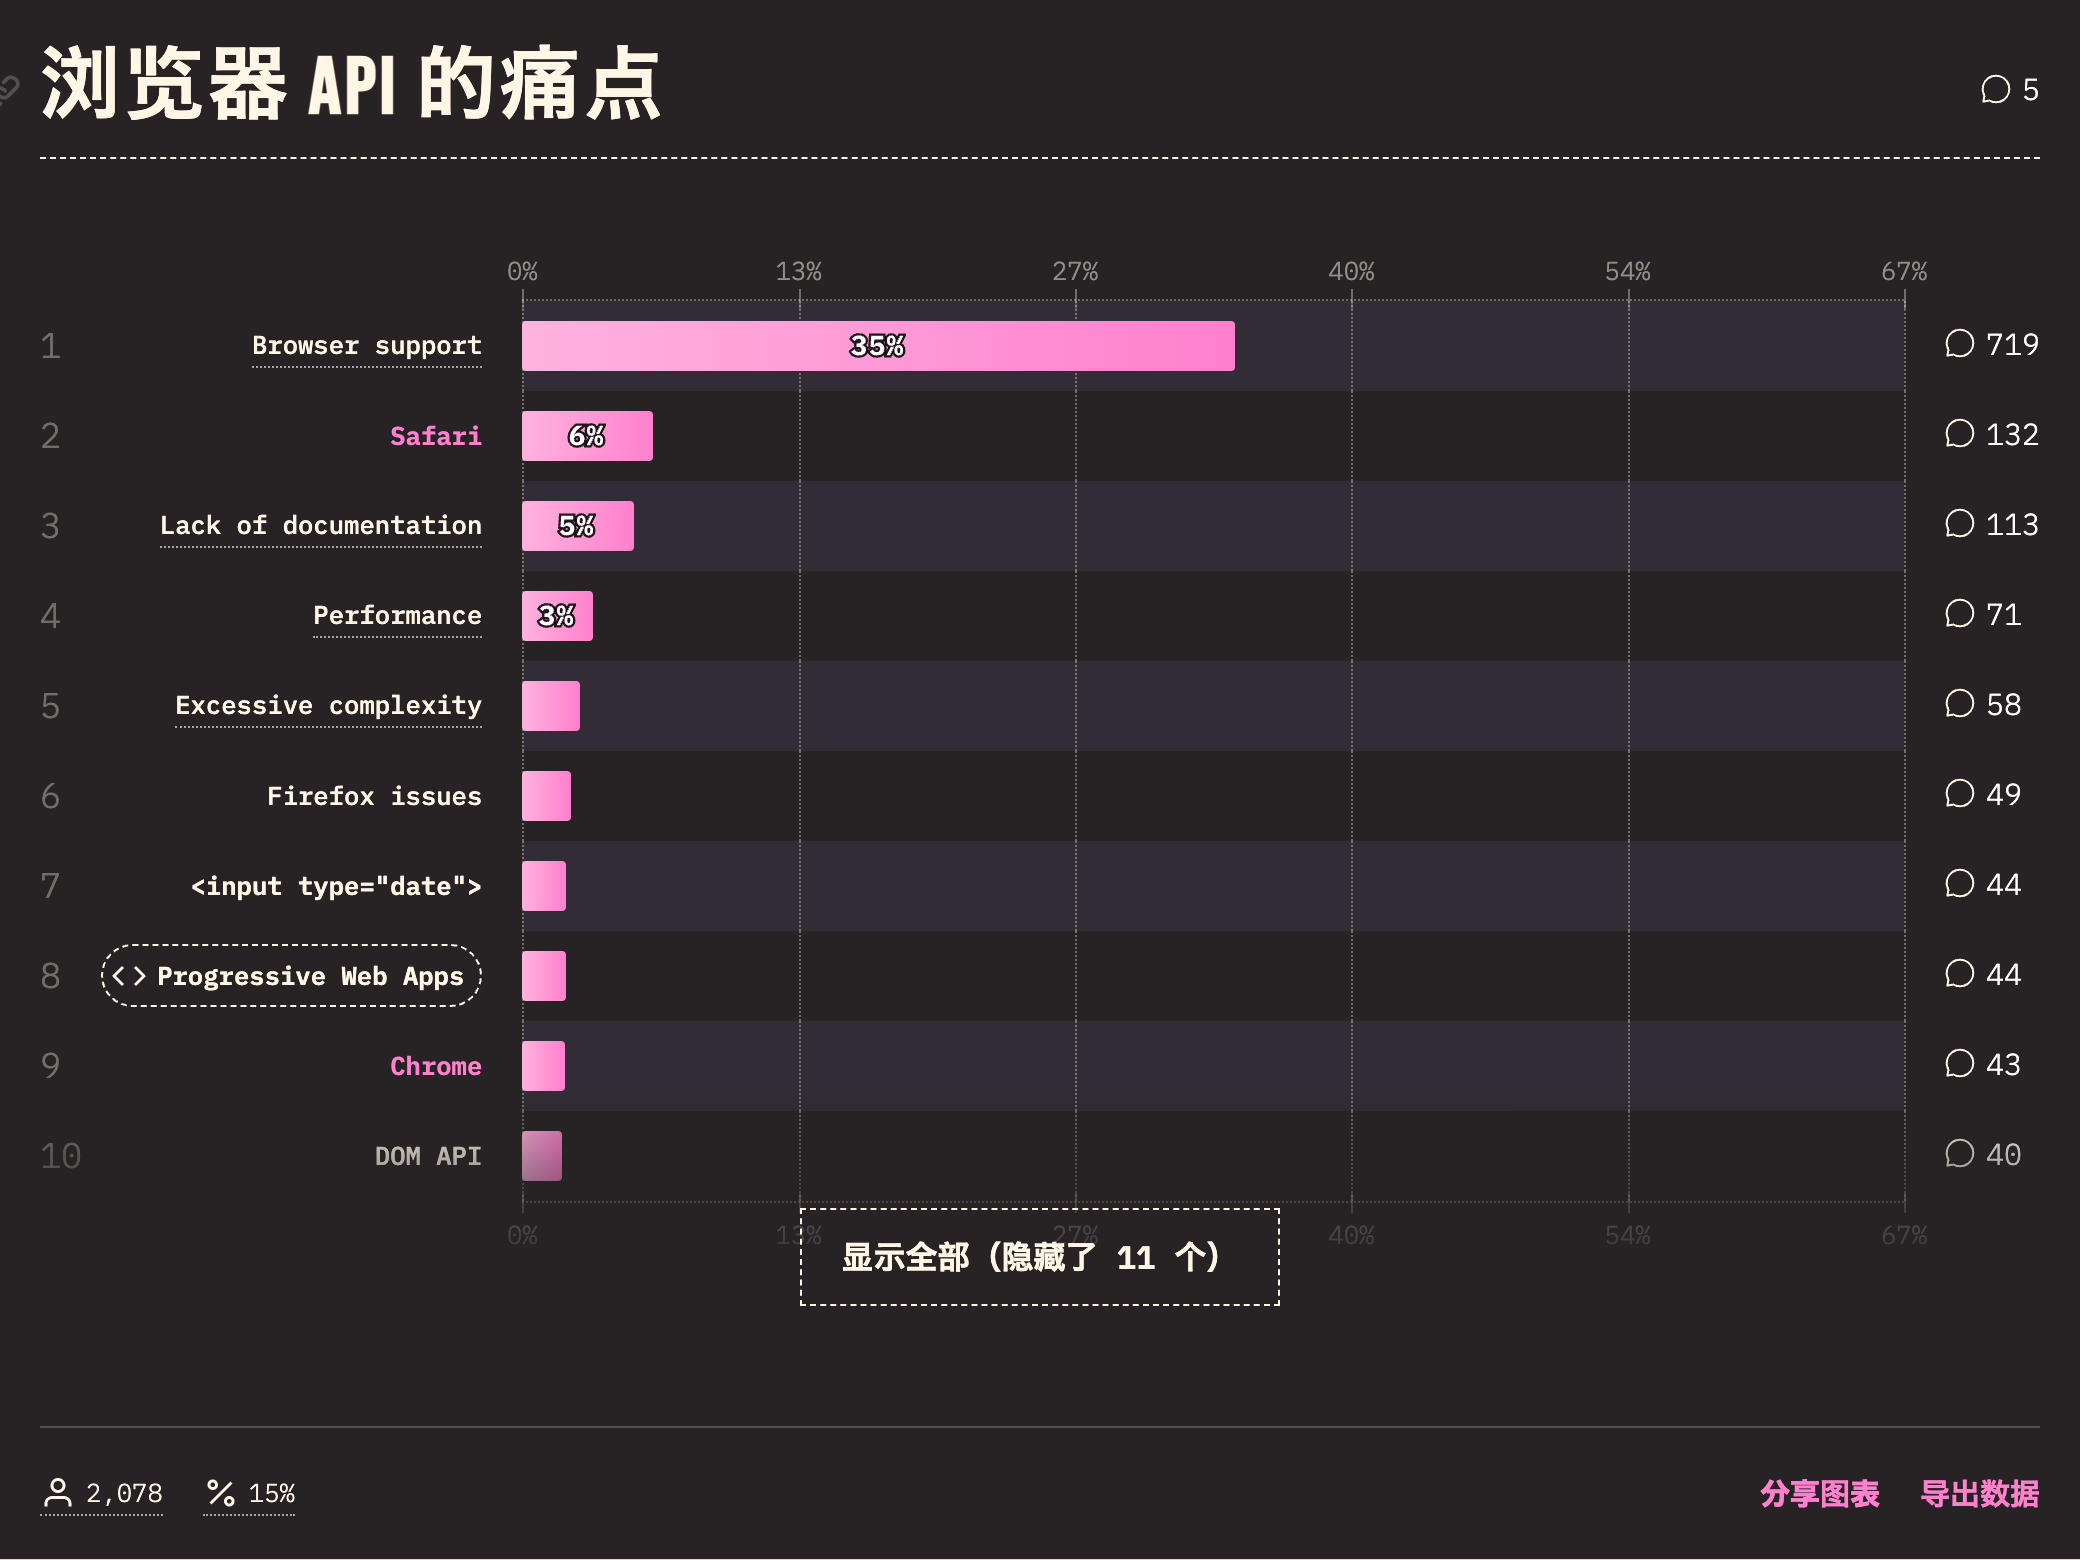 浏览器 API 的痛点
5
0% 13% 27% 40% 54% 67%
1 Browser support 35% 719
2 Safari 6% 132
3 Lack of documentation 5% 113
4 Performance 3% 71
5 Excessive complexity 58
6 Firefox issues 49
7 <input type="date"> 44
8 <> Progressive Web Apps 44
9 Chrome 43
10 DOM API 40
0% 13% 27% 40% 54% 67%
显示全部（隐藏了 11 个）
2,078 15% 分享图表 导出数据